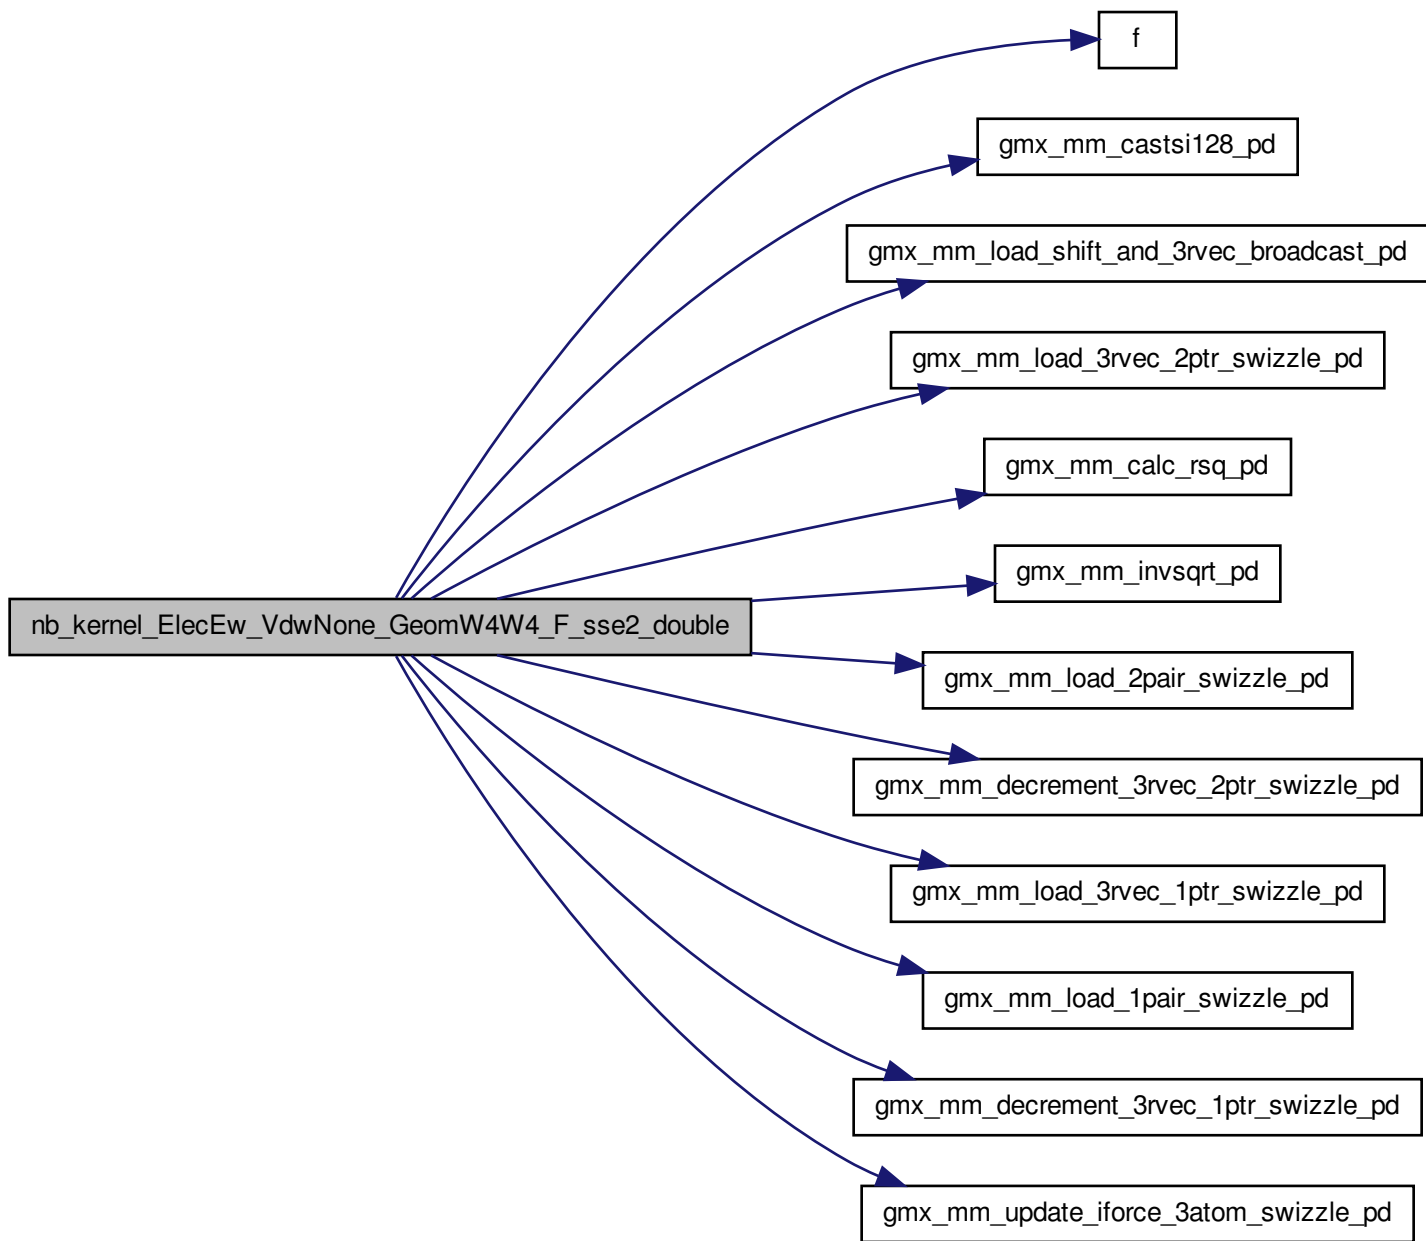 f
gmx_mm_castsi128_pd
gmx_mm_load_shift_and_3rvec_broadcast_pd
gmx_mm_load_3rvec_2ptr_swizzle_pd
gmx_mm_calc_rsq_pd
gmx_mm_invsqrt_pd
nb_kernel_ElecEw_VdwNone_GeomW4W4_F_sse2_double
gmx_mm_load_2pair_swizzle_pd
gmx_mm_decrement_3rvec_2ptr_swizzle_pd
gmx_mm_load_3rvec_1ptr_swizzle_pd
gmx_mm_load_1pair_swizzle_pd
gmx_mm_decrement_3rvec_1ptr_swizzle_pd
gmx_mm_update_iforce_3atom_swizzle_pd